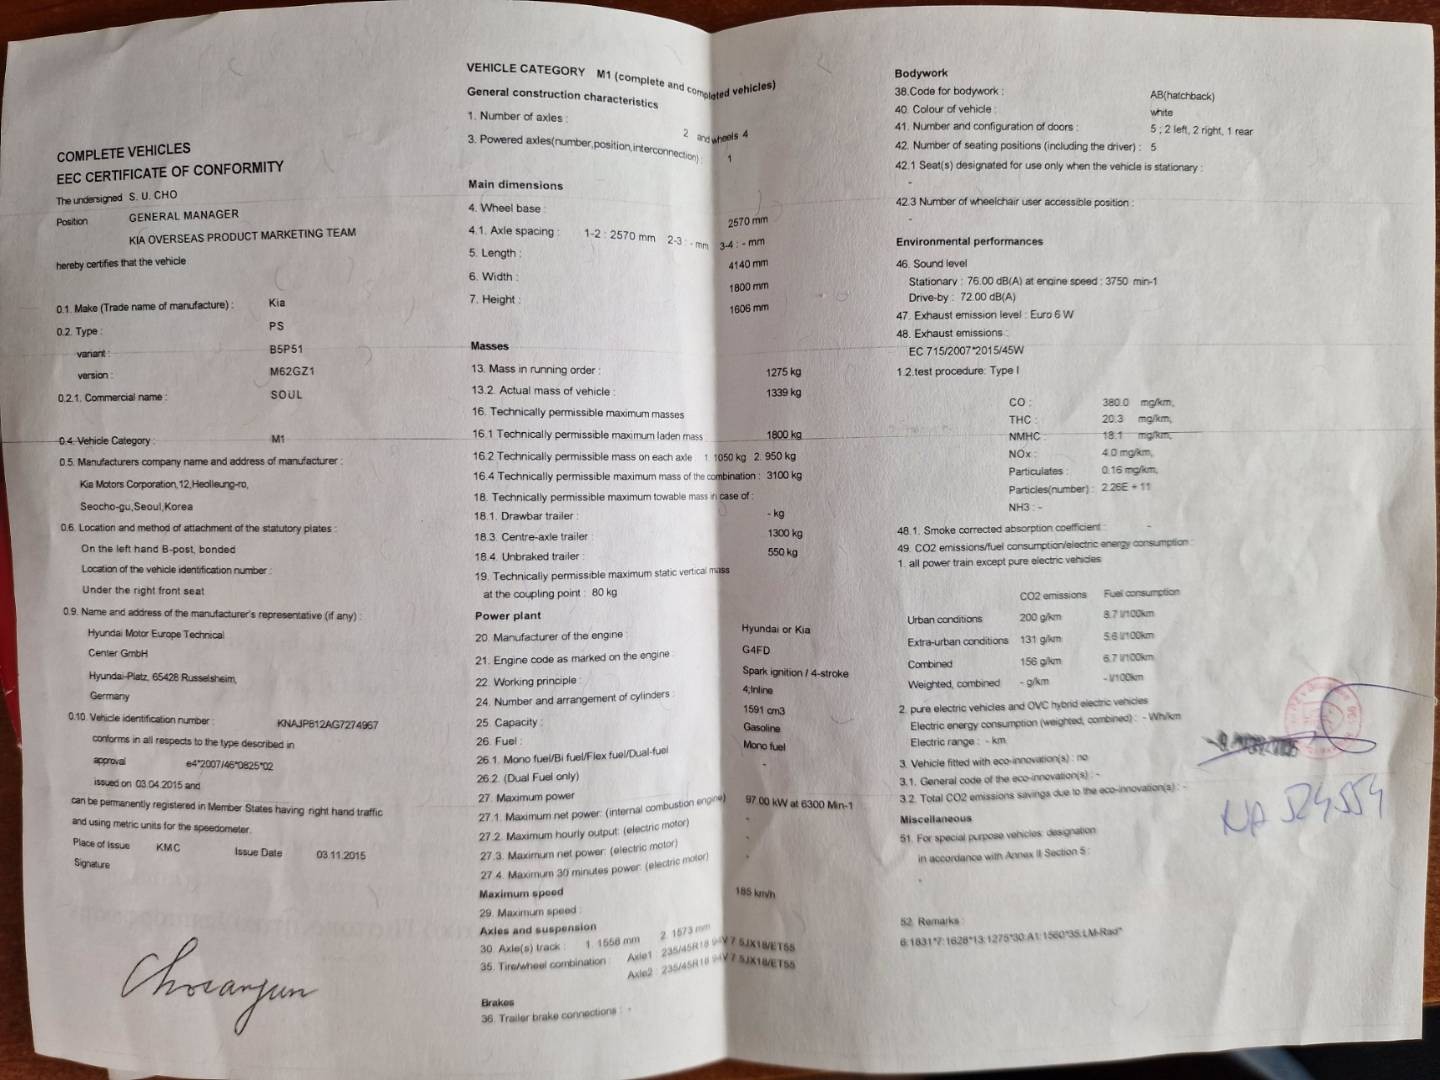 COMPLETE VEHICLES
EEC CERTIFICATE OF CONFORMITY
The undersigned S. U. CHO
Position GENERAL MANAGER
KIA OVERSEAS PRODUCT MARKETING TEAM
hereby certifies that the vehicle
0.1. Make (Trade name of manufacture) : Kia
0.2. Type : PS
variant : B5P51
version : M62GZ1
0.2.1. Commercial name : SOUL
0.4. Vehicle Category : M1
0.5. Manufacturers company name and address of manufacturer :
Kia Motors Corporation,12,Heolleung-ro,
Seocho-gu,Seoul,Korea
0.6. Location and method of attachment of the statutory plates :
On the left hand B-post, bonded
Location of the vehicle identification number :
Under the right front seat
0.9. Name and address of the manufacturer's representative (if any) :
Hyundai Motor Europe Technical
Center GmbH
Hyundai-Platz, 65428 Russelsheim,
Germany
0.10. Vehicle identification number : KNAJP812AG7274967
conforms in all respects to the type described in
approval e4*2007/46*0825*02
issued on 03.04.2015 and
can be permanently registered in Member States having right hand traffic
and using metric units for the speedometer.
Place of Issue KMC Issue Date 03.11.2015
Signature
VEHICLE CATEGORY M1 (complete and completed vehicles)
General construction characteristics
1. Number of axles : 2 and wheels 4
3. Powered axles(number,position,interconnection) : 1
Main dimensions
4. Wheel base : 2570 mm
4.1. Axle spacing : 1-2 : 2570 mm 2-3 : - mm 3-4 : - mm
5. Length : 4140 mm
6. Width : 1800 mm
7. Height : 1606 mm
Masses
13. Mass in running order : 1275 kg
13.2. Actual mass of vehicle : 1339 kg
16. Technically permissible maximum masses
16.1 Technically permissible maximum laden mass 1800 kg
16.2 Technically permissible mass on each axle : 1. 1050 kg 2. 950 kg
16.4 Technically permissible maximum mass of the combination : 3100 kg
18. Technically permissible maximum towable mass in case of :
18.1. Drawbar trailer : - kg
18.3. Centre-axle trailer : 1300 kg
18.4. Unbraked trailer : 550 kg
19. Technically permissible maximum static vertical mass
at the coupling point : 80 kg
Power plant
20. Manufacturer of the engine : Hyundai or Kia
21. Engine code as marked on the engine : G4FD
22. Working principle : Spark ignition / 4-stroke
24. Number and arrangement of cylinders : 4;Inline
25. Capacity : 1591 cm3
26. Fuel : Gasoline
26.1. Mono fuel/Bi fuel/Flex fuel/Dual-fuel Mono fuel
26.2. (Dual Fuel only) -
27. Maximum power
27.1. Maximum net power: (internal combustion engine) 97.00 kW at 6300 Min-1
27.2. Maximum hourly output: (electric motor) -
27.3. Maximum net power: (electric motor) -
27.4. Maximum 30 minutes power: (electric motor) -
Maximum speed
29. Maximum speed : 185 km/h
Axles and suspension
30. Axle(s) track : 1. 1558 mm 2. 1573 mm
35. Tire/wheel combination : Axle1 : 235/45R18 94V 7.5JX18/ET55
Axle2 : 235/45R18 94V 7.5JX18/ET55
Brakes
36. Trailer brake connections : -
Bodywork
38.Code for bodywork : AB(hatchback)
40. Colour of vehicle : white
41. Number and configuration of doors : 5 ; 2 left, 2 right, 1 rear
42. Number of seating positions (including the driver) : 5
42.1 Seat(s) designated for use only when the vehicle is stationary :
-
42.3 Number of wheelchair user accessible position :
-
Environmental performances
46. Sound level
Stationary : 76.00 dB(A) at engine speed : 3750 min-1
Drive-by : 72.00 dB(A)
47. Exhaust emission level : Euro 6 W
48. Exhaust emissions :
EC 715/2007*2015/45W
1.2.test procedure: Type I
CO : 380.0 mg/km,
THC : 20.3 mg/km,
NMHC : 18.1 mg/km,
NOx : 4.0 mg/km,
Particulates : 0.16 mg/km,
Particles(number) : 2.26E + 11
NH3 : -
48.1. Smoke corrected absorption coefficient : -
49. CO2 emissions/fuel consumption/electric energy consumption :
1. all power train except pure electric vehicles
CO2 emissions Fuel consumption
Urban conditions 200 g/km 8.7 l/100km
Extra-urban conditions 131 g/km 5.6 l/100km
Combined 156 g/km 6.7 l/100km
Weighted, combined - g/km - l/100km
2. pure electric vehicles and OVC hybrid electric vehicles
Electric energy consumption (weighted, combined) : - Wh/km
Electric range : - km
3. Vehicle fitted with eco-innovation(s) : no
3.1. General code of the eco-innovation(s) : -
3.2. Total CO2 emissions savings due to the eco-innovation(s) : -
Miscellaneous
51. For special purpose vehicles: designation
in accordance with Annex II Section 5 :
-
52. Remarks :
6:1831*7:1628*13:1275*30:A1:1560*35:LM-Rad*
NA 524554
Chosanjun